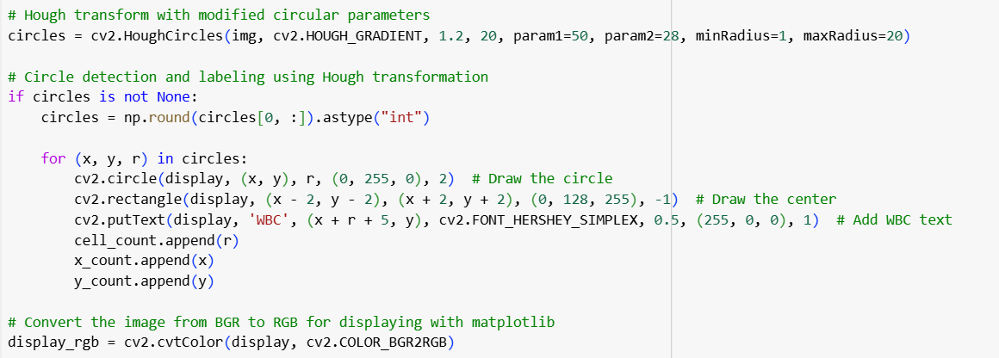 # Hough transform with modified circular parameters
circles = cv2.HoughCircles(img, cv2.HOUGH_GRADIENT, 1.2, 20, param1=50, param2=28, minRadius=1, maxRadius=20)

# Circle detection and labeling using Hough transformation
if circles is not None:
    circles = np.round(circles[0, :]).astype("int")

    for (x, y, r) in circles:
        cv2.circle(display, (x, y), r, (0, 255, 0), 2)  # Draw the circle
        cv2.rectangle(display, (x - 2, y - 2), (x + 2, y + 2), (0, 128, 255), -1)  # Draw the center
        cv2.putText(display, 'WBC', (x + r + 5, y), cv2.FONT_HERSHEY_SIMPLEX, 0.5, (255, 0, 0), 1)  # Add WBC text
        cell_count.append(r)
        x_count.append(x)
        y_count.append(y)

# Convert the image from BGR to RGB for displaying with matplotlib
display_rgb = cv2.cvtColor(display, cv2.COLOR_BGR2RGB)